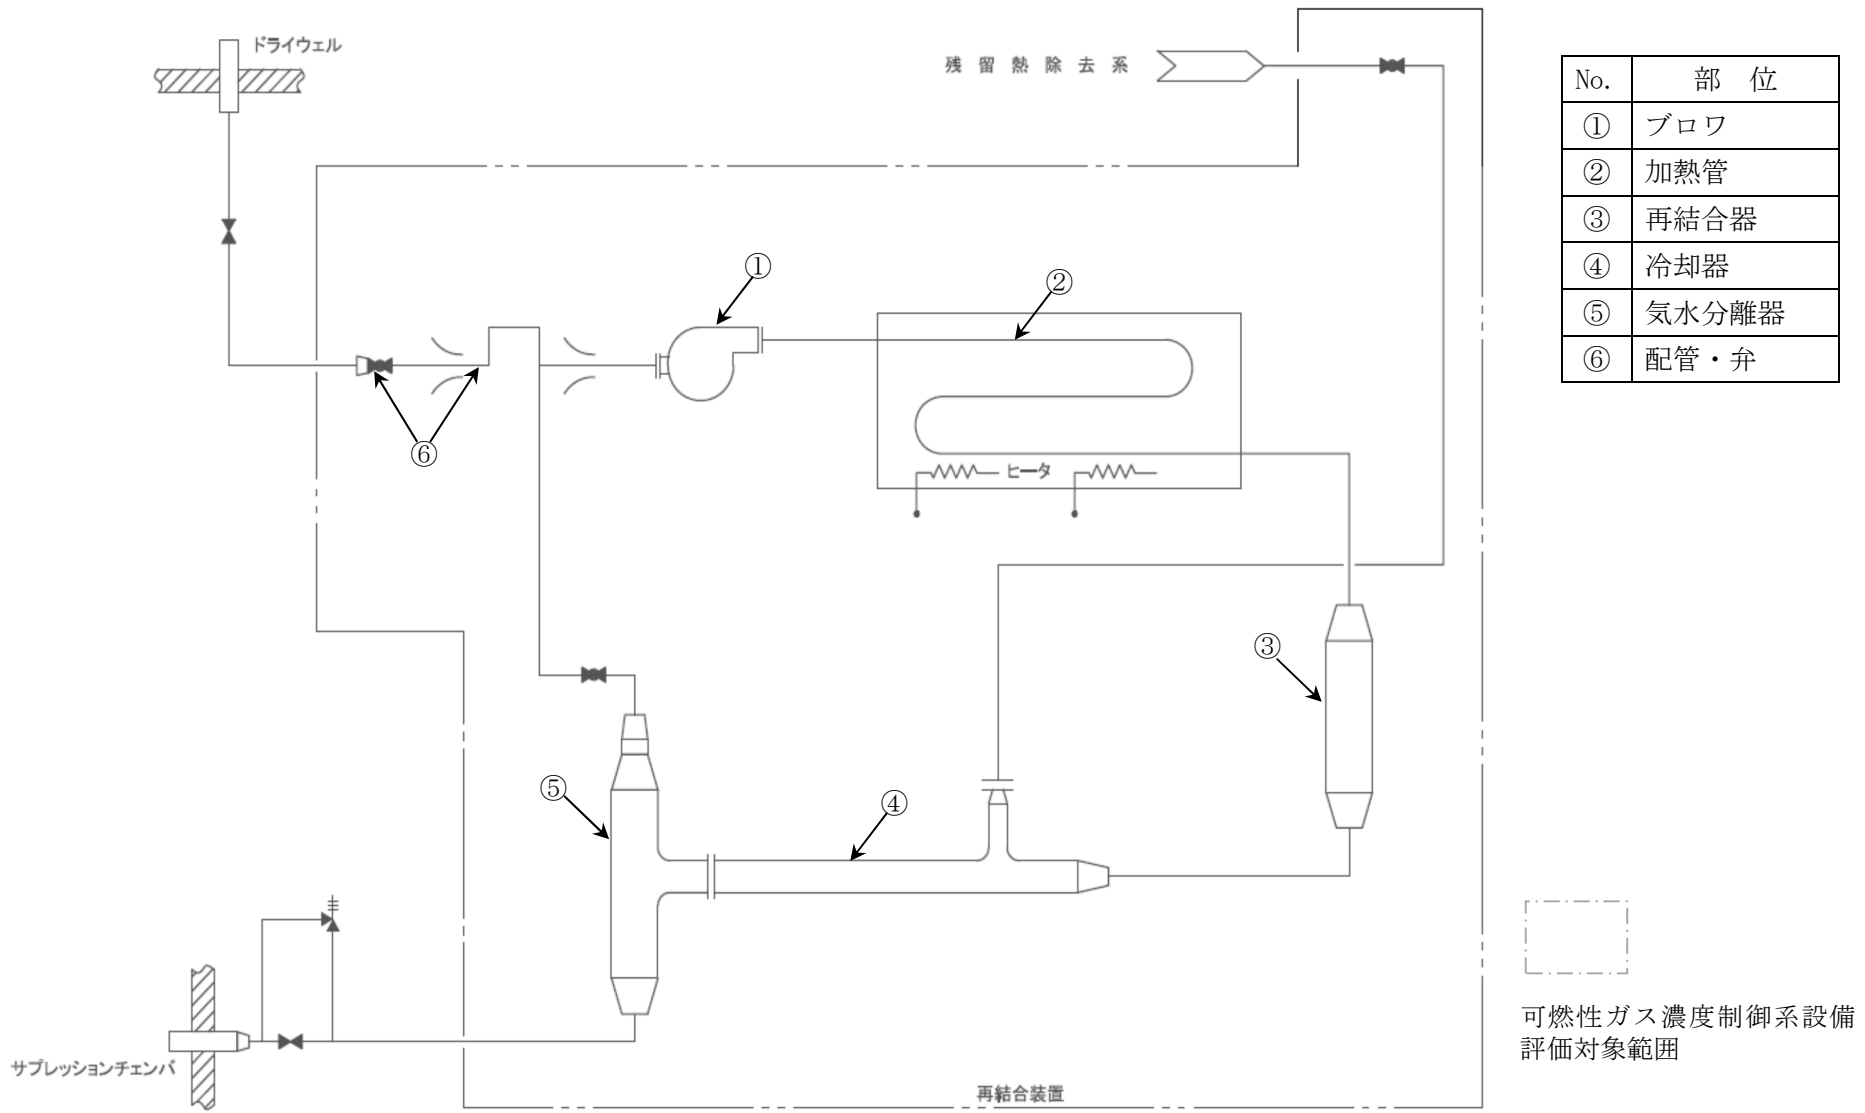 ドライウェル
残留熱除去系
No. 部 位
① ブロワ
② 加熱管
③ 再結合器
④ 冷却器
⑤ 気水分離器
⑥ 配管・弁
①
②
⑥
ヒータ
③
⑤
④
サプレッションチェンバ
可燃性ガス濃度制御系設備
評価対象範囲
再結合装置